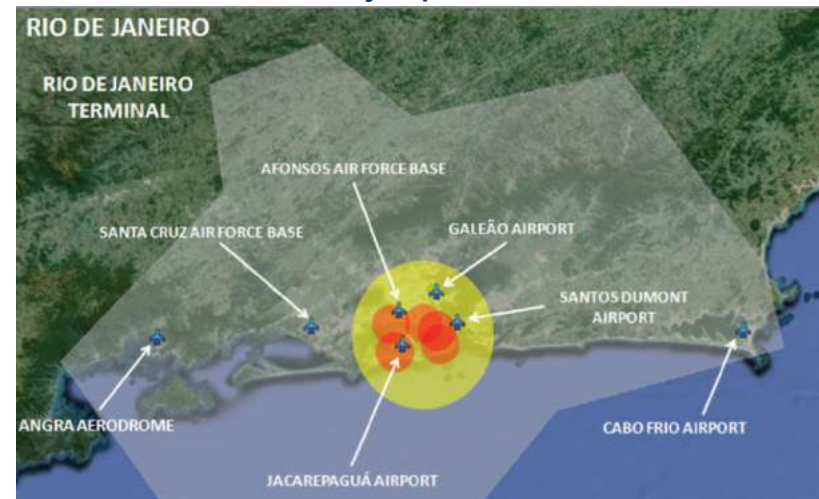 RIO DE JANEIRO
RIO DE JANEIRO
TERMINAL
AFONSOS AIR FORCE BASE
SANTA CRUZ AIR FORCE BASE
GALEÃO AIRPORT
SANTOS DUMONT
AIRPORT
ANGRA AERODROME
CABO FRIO AIRPORT
JACAREPAGUÁ AIRPORT